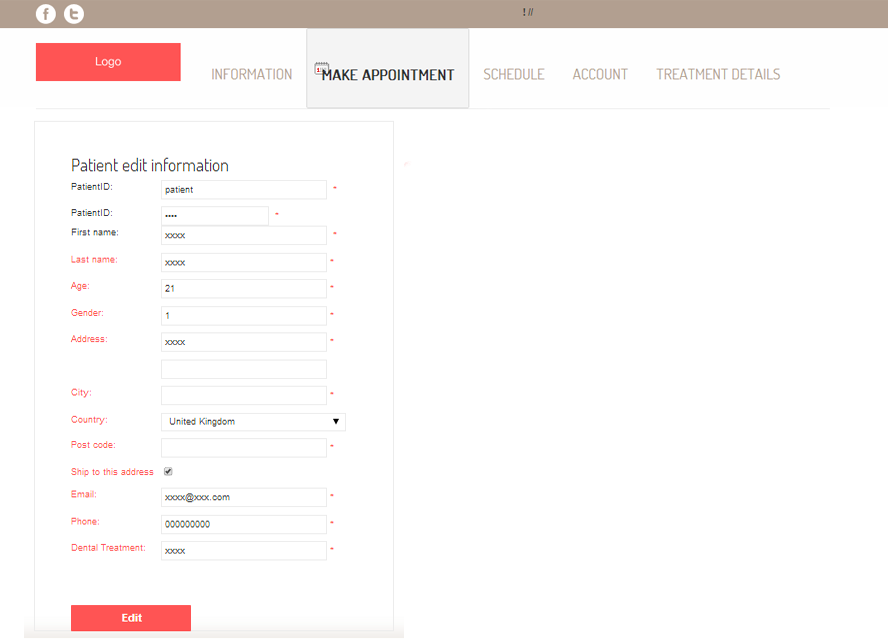 ! //
Logo
INFORMATION
MAKE APPOINTMENT
SCHEDULE
ACCOUNT
TREATMENT DETAILS
Patient edit information
PatientID: patient *
PatientID: •••• *
First name: xxxx *
Last name: xxxx *
Age: 21 *
Gender: 1 *
Address: xxxx *
City: *
Country: United Kingdom ▼
Post code: *
Ship to this address
Email: xxxx@xxx.com *
Phone: 000000000 *
Dental Treatment: xxxx *
Edit